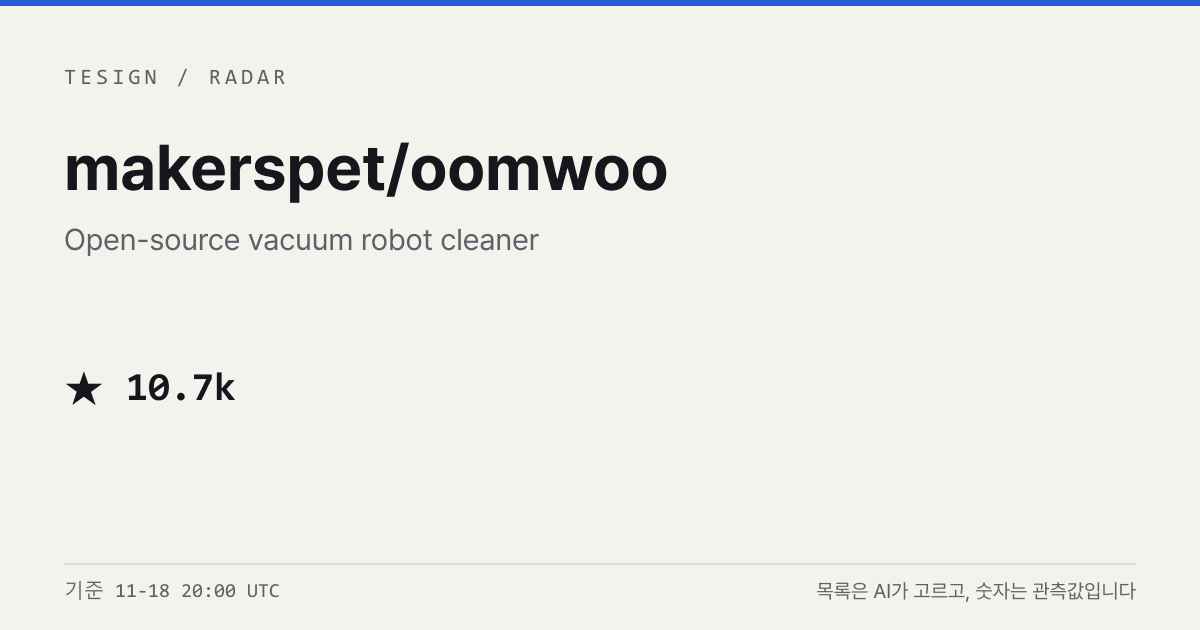 TESIGN / RADAR
makerspet/oomwoo
Open-source vacuum robot cleaner
★ 10.7k
기준 11-18 20:00 UTC
목록은 AI가 고르고, 숫자는 관측값입니다